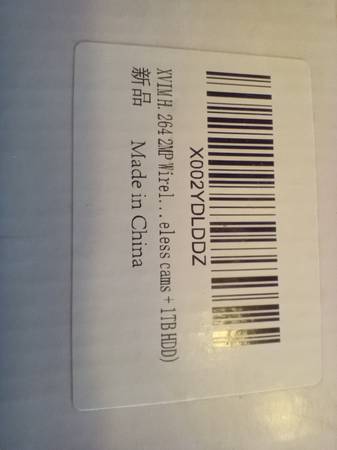 X002YDLDDZ
XVIM H.264 2MP Wirel...eless cams + 1TB HDD)
新品 Made in China